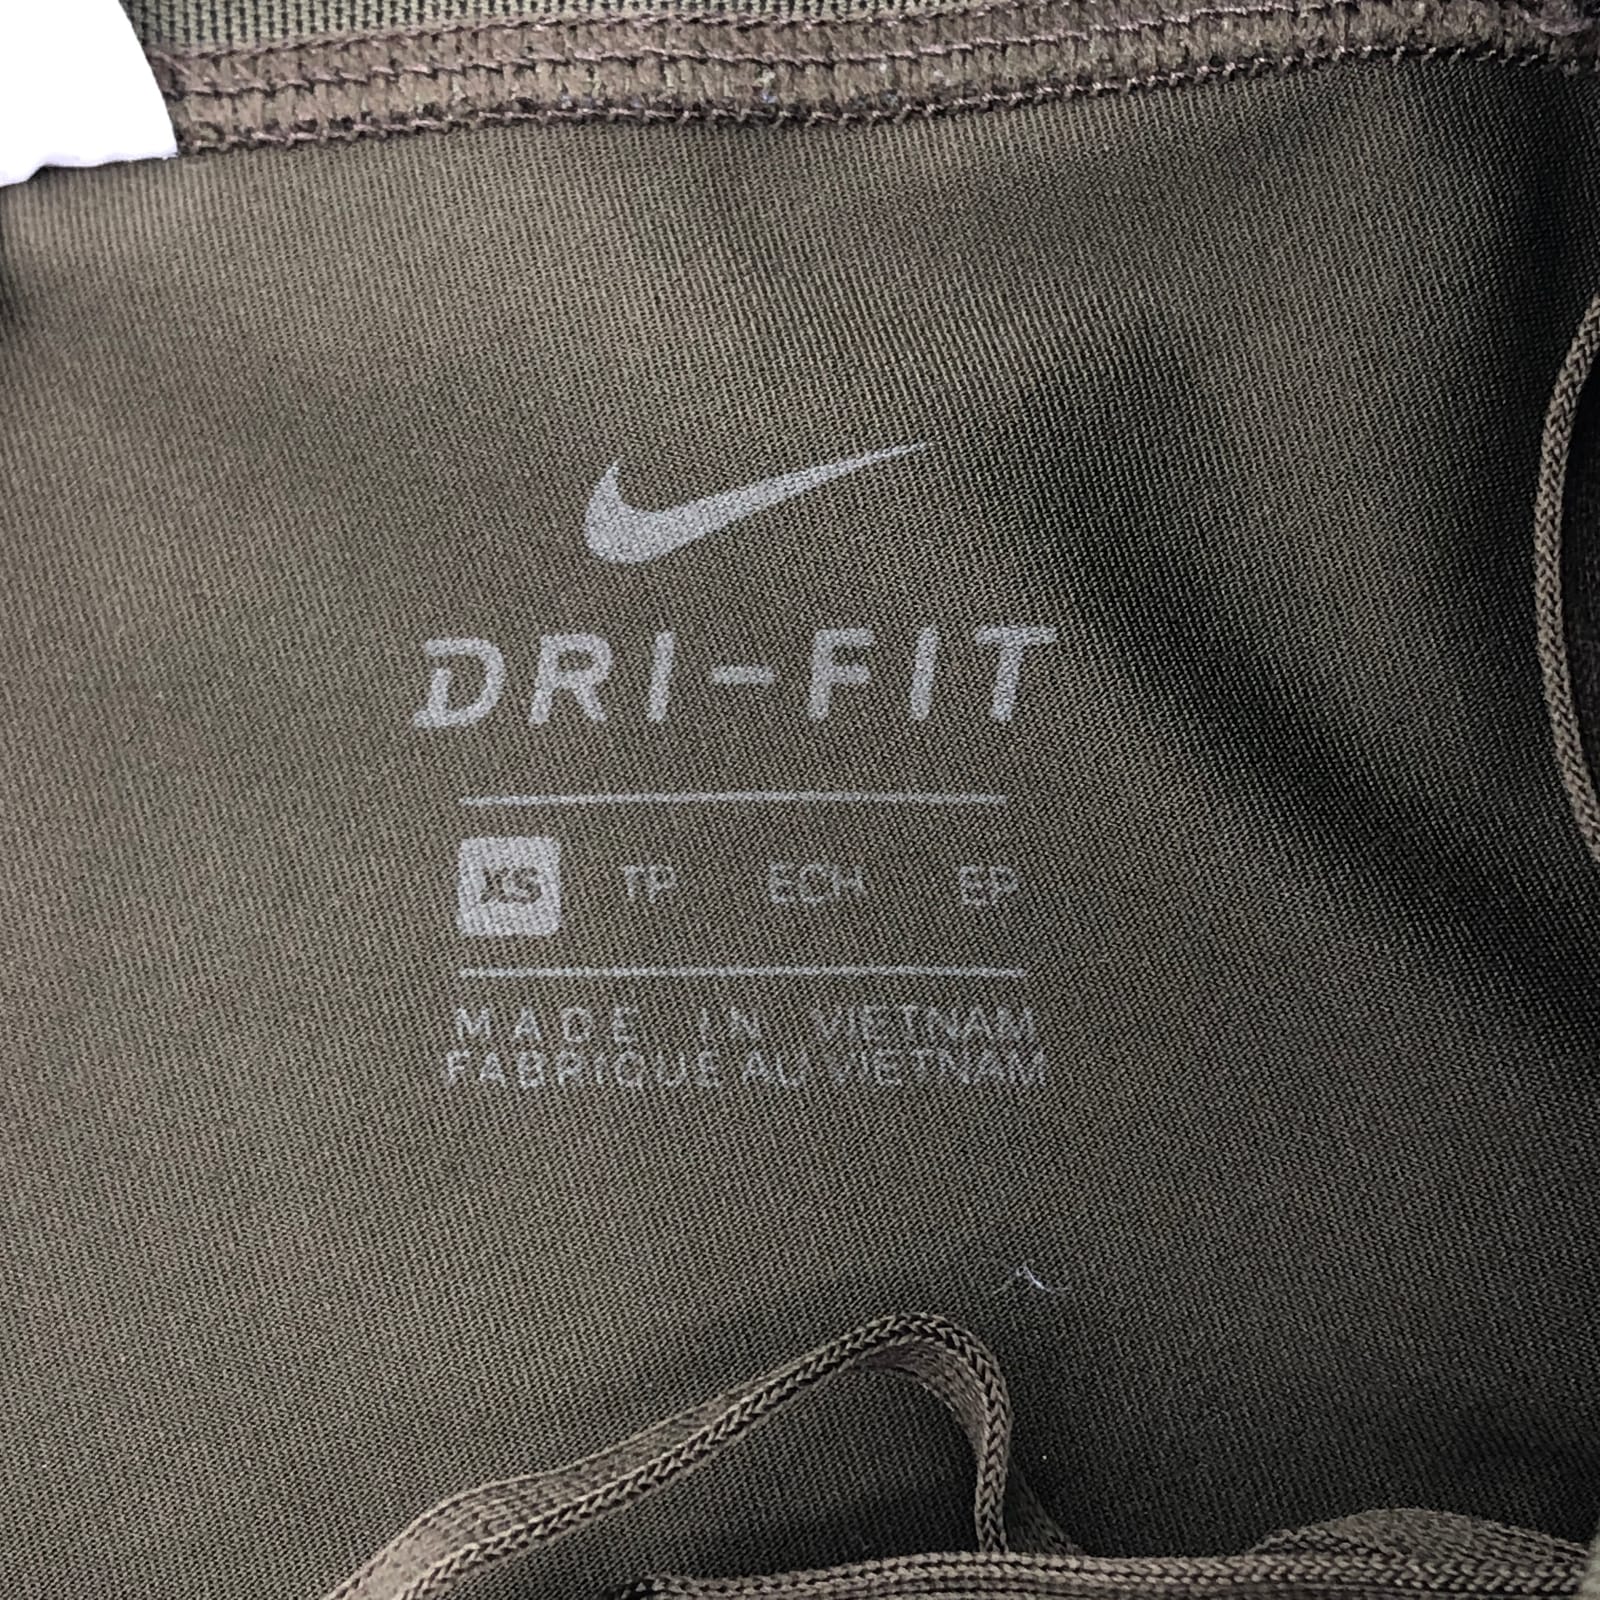 DRI-FIT
XS TP ECH EP
MADE IN VIETNAM
FABRIQUE AU VIETNAM